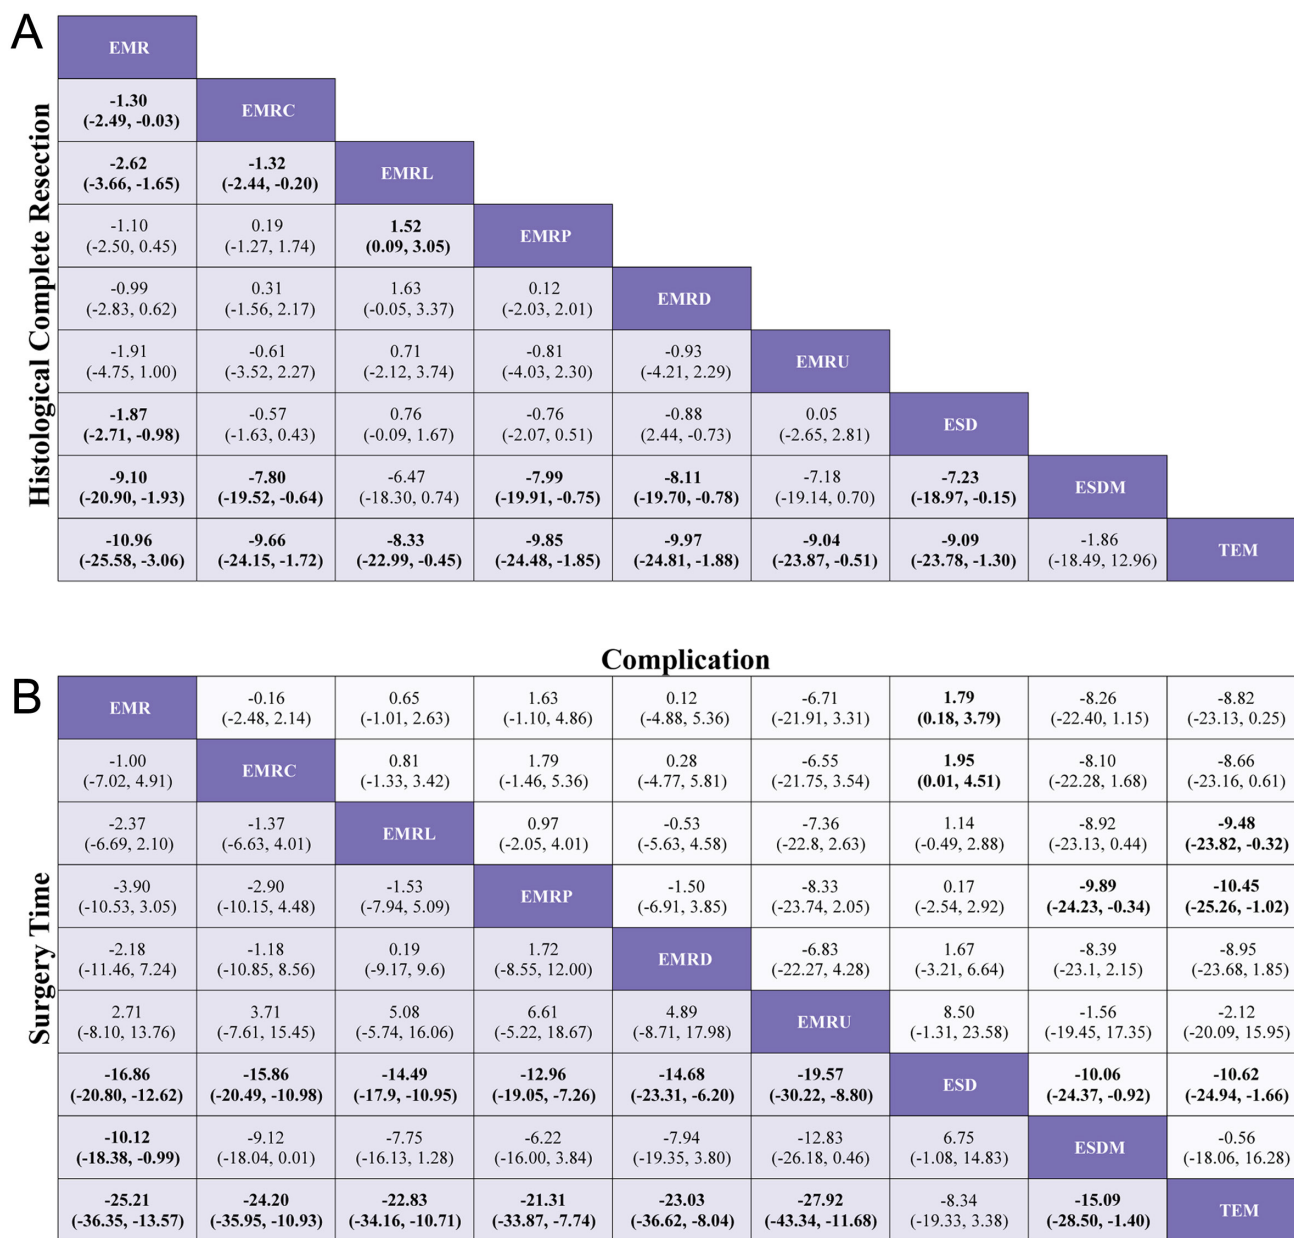 A
Histological Complete Resection
EMR
-1.30 EMRC
(-2.49, -0.03)
-2.62 -1.32 EMRL
(-3.66, -1.65) (-2.44, -0.20)
-1.10 0.19 1.52 EMRP
(-2.50, 0.45) (-1.27, 1.74) (0.09, 3.05)
-0.99 0.31 1.63 0.12 EMRD
(-2.83, 0.62) (-1.56, 2.17) (-0.05, 3.37) (-2.03, 2.01)
-1.91 -0.61 0.71 -0.81 -0.93 EMRU
(-4.75, 1.00) (-3.52, 2.27) (-2.12, 3.74) (-4.03, 2.30) (-4.21, 2.29)
-1.87 -0.57 0.76 -0.76 -0.88 0.05 ESD
(-2.71, -0.98) (-1.63, 0.43) (-0.09, 1.67) (-2.07, 0.51) (2.44, -0.73) (-2.65, 2.81)
-9.10 -7.80 -6.47 -7.99 -8.11 -7.18 -7.23 ESDM
(-20.90, -1.93) (-19.52, -0.64) (-18.30, 0.74) (-19.91, -0.75) (-19.70, -0.78) (-19.14, 0.70) (-18.97, -0.15)
-10.96 -9.66 -8.33 -9.85 -9.97 -9.04 -9.09 -1.86 TEM
(-25.58, -3.06) (-24.15, -1.72) (-22.99, -0.45) (-24.48, -1.85) (-24.81, -1.88) (-23.87, -0.51) (-23.78, -1.30) (-18.49, 12.96)
Complication
B
Surgery Time
EMR -0.16 0.65 1.63 0.12 -6.71 1.79 -8.26 -8.82
(-2.48, 2.14) (-1.01, 2.63) (-1.10, 4.86) (-4.88, 5.36) (-21.91, 3.31) (0.18, 3.79) (-22.40, 1.15) (-23.13, 0.25)
-1.00 EMRC 0.81 1.79 0.28 -6.55 1.95 -8.10 -8.66
(-7.02, 4.91) (-1.33, 3.42) (-1.46, 5.36) (-4.77, 5.81) (-21.75, 3.54) (0.01, 4.51) (-22.28, 1.68) (-23.16, 0.61)
-2.37 -1.37 EMRL 0.97 -0.53 -7.36 1.14 -8.92 -9.48
(-6.69, 2.10) (-6.63, 4.01) (-2.05, 4.01) (-5.63, 4.58) (-22.8, 2.63) (-0.49, 2.88) (-23.13, 0.44) (-23.82, -0.32)
-3.90 -2.90 -1.53 EMRP -1.50 -8.33 0.17 -9.89 -10.45
(-10.53, 3.05) (-10.15, 4.48) (-7.94, 5.09) (-6.91, 3.85) (-23.74, 2.05) (-2.54, 2.92) (-24.23, -0.34) (-25.26, -1.02)
-2.18 -1.18 0.19 1.72 EMRD -6.83 1.67 -8.39 -8.95
(-11.46, 7.24) (-10.85, 8.56) (-9.17, 9.6) (-8.55, 12.00) (-22.27, 4.28) (-3.21, 6.64) (-23.1, 2.15) (-23.68, 1.85)
2.71 3.71 5.08 6.61 4.89 EMRU 8.50 -1.56 -2.12
(-8.10, 13.76) (-7.61, 15.45) (-5.74, 16.06) (-5.22, 18.67) (-8.71, 17.98) (-1.31, 23.58) (-19.45, 17.35) (-20.09, 15.95)
-16.86 -15.86 -14.49 -12.96 -14.68 -19.57 ESD -10.06 -10.62
(-20.80, -12.62) (-20.49, -10.98) (-17.9, -10.95) (-19.05, -7.26) (-23.31, -6.20) (-30.22, -8.80) (-24.37, -0.92) (-24.94, -1.66)
-10.12 -9.12 -7.75 -6.22 -7.94 -12.83 6.75 ESDM -0.56
(-18.38, -0.99) (-18.04, 0.01) (-16.13, 1.28) (-16.00, 3.84) (-19.35, 3.80) (-26.18, 0.46) (-1.08, 14.83) (-18.06, 16.28)
-25.21 -24.20 -22.83 -21.31 -23.03 -27.92 -8.34 -15.09 TEM
(-36.35, -13.57) (-35.95, -10.93) (-34.16, -10.71) (-33.87, -7.74) (-36.62, -8.04) (-43.34, -11.68) (-19.33, 3.38) (-28.50, -1.40)